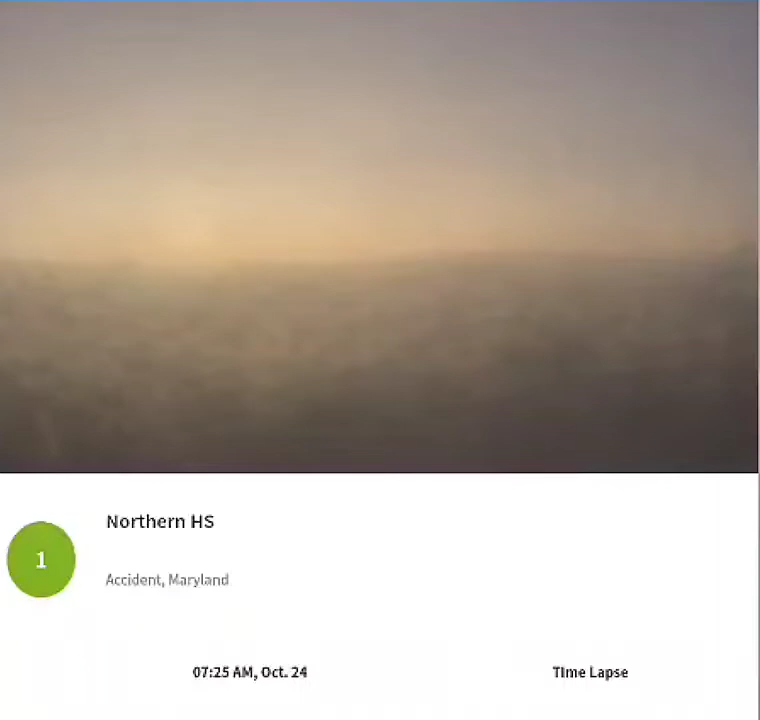 Northern HS
1
Accident, Maryland
07:25 AM, Oct. 24
Time Lapse